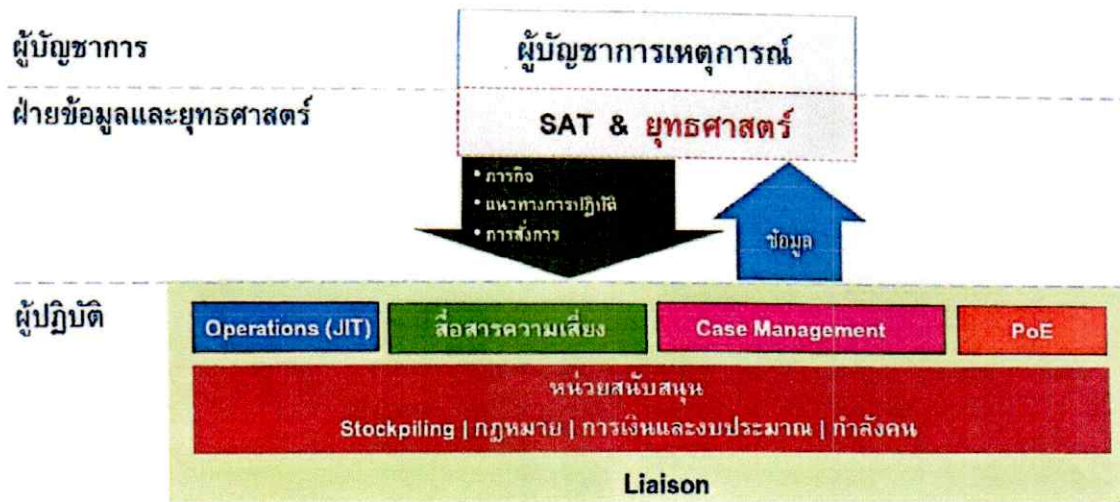 ผู้บัญชาการ
ผู้บัญชาการเหตุการณ์
ฝ่ายข้อมูลและยุทธศาสตร์
SAT & ยุทธศาสตร์
• ภารกิจ
• แนวทางการปฏิบัติ
• การสั่งการ
ข้อมูล
ผู้ปฏิบัติ
Operations (JIT)
สื่อสารความเสี่ยง
Case Management
PoE
หน่วยสนับสนุน
Stockpiling | กฎหมาย | การเงินและงบประมาณ | กำลังคน
Liaison